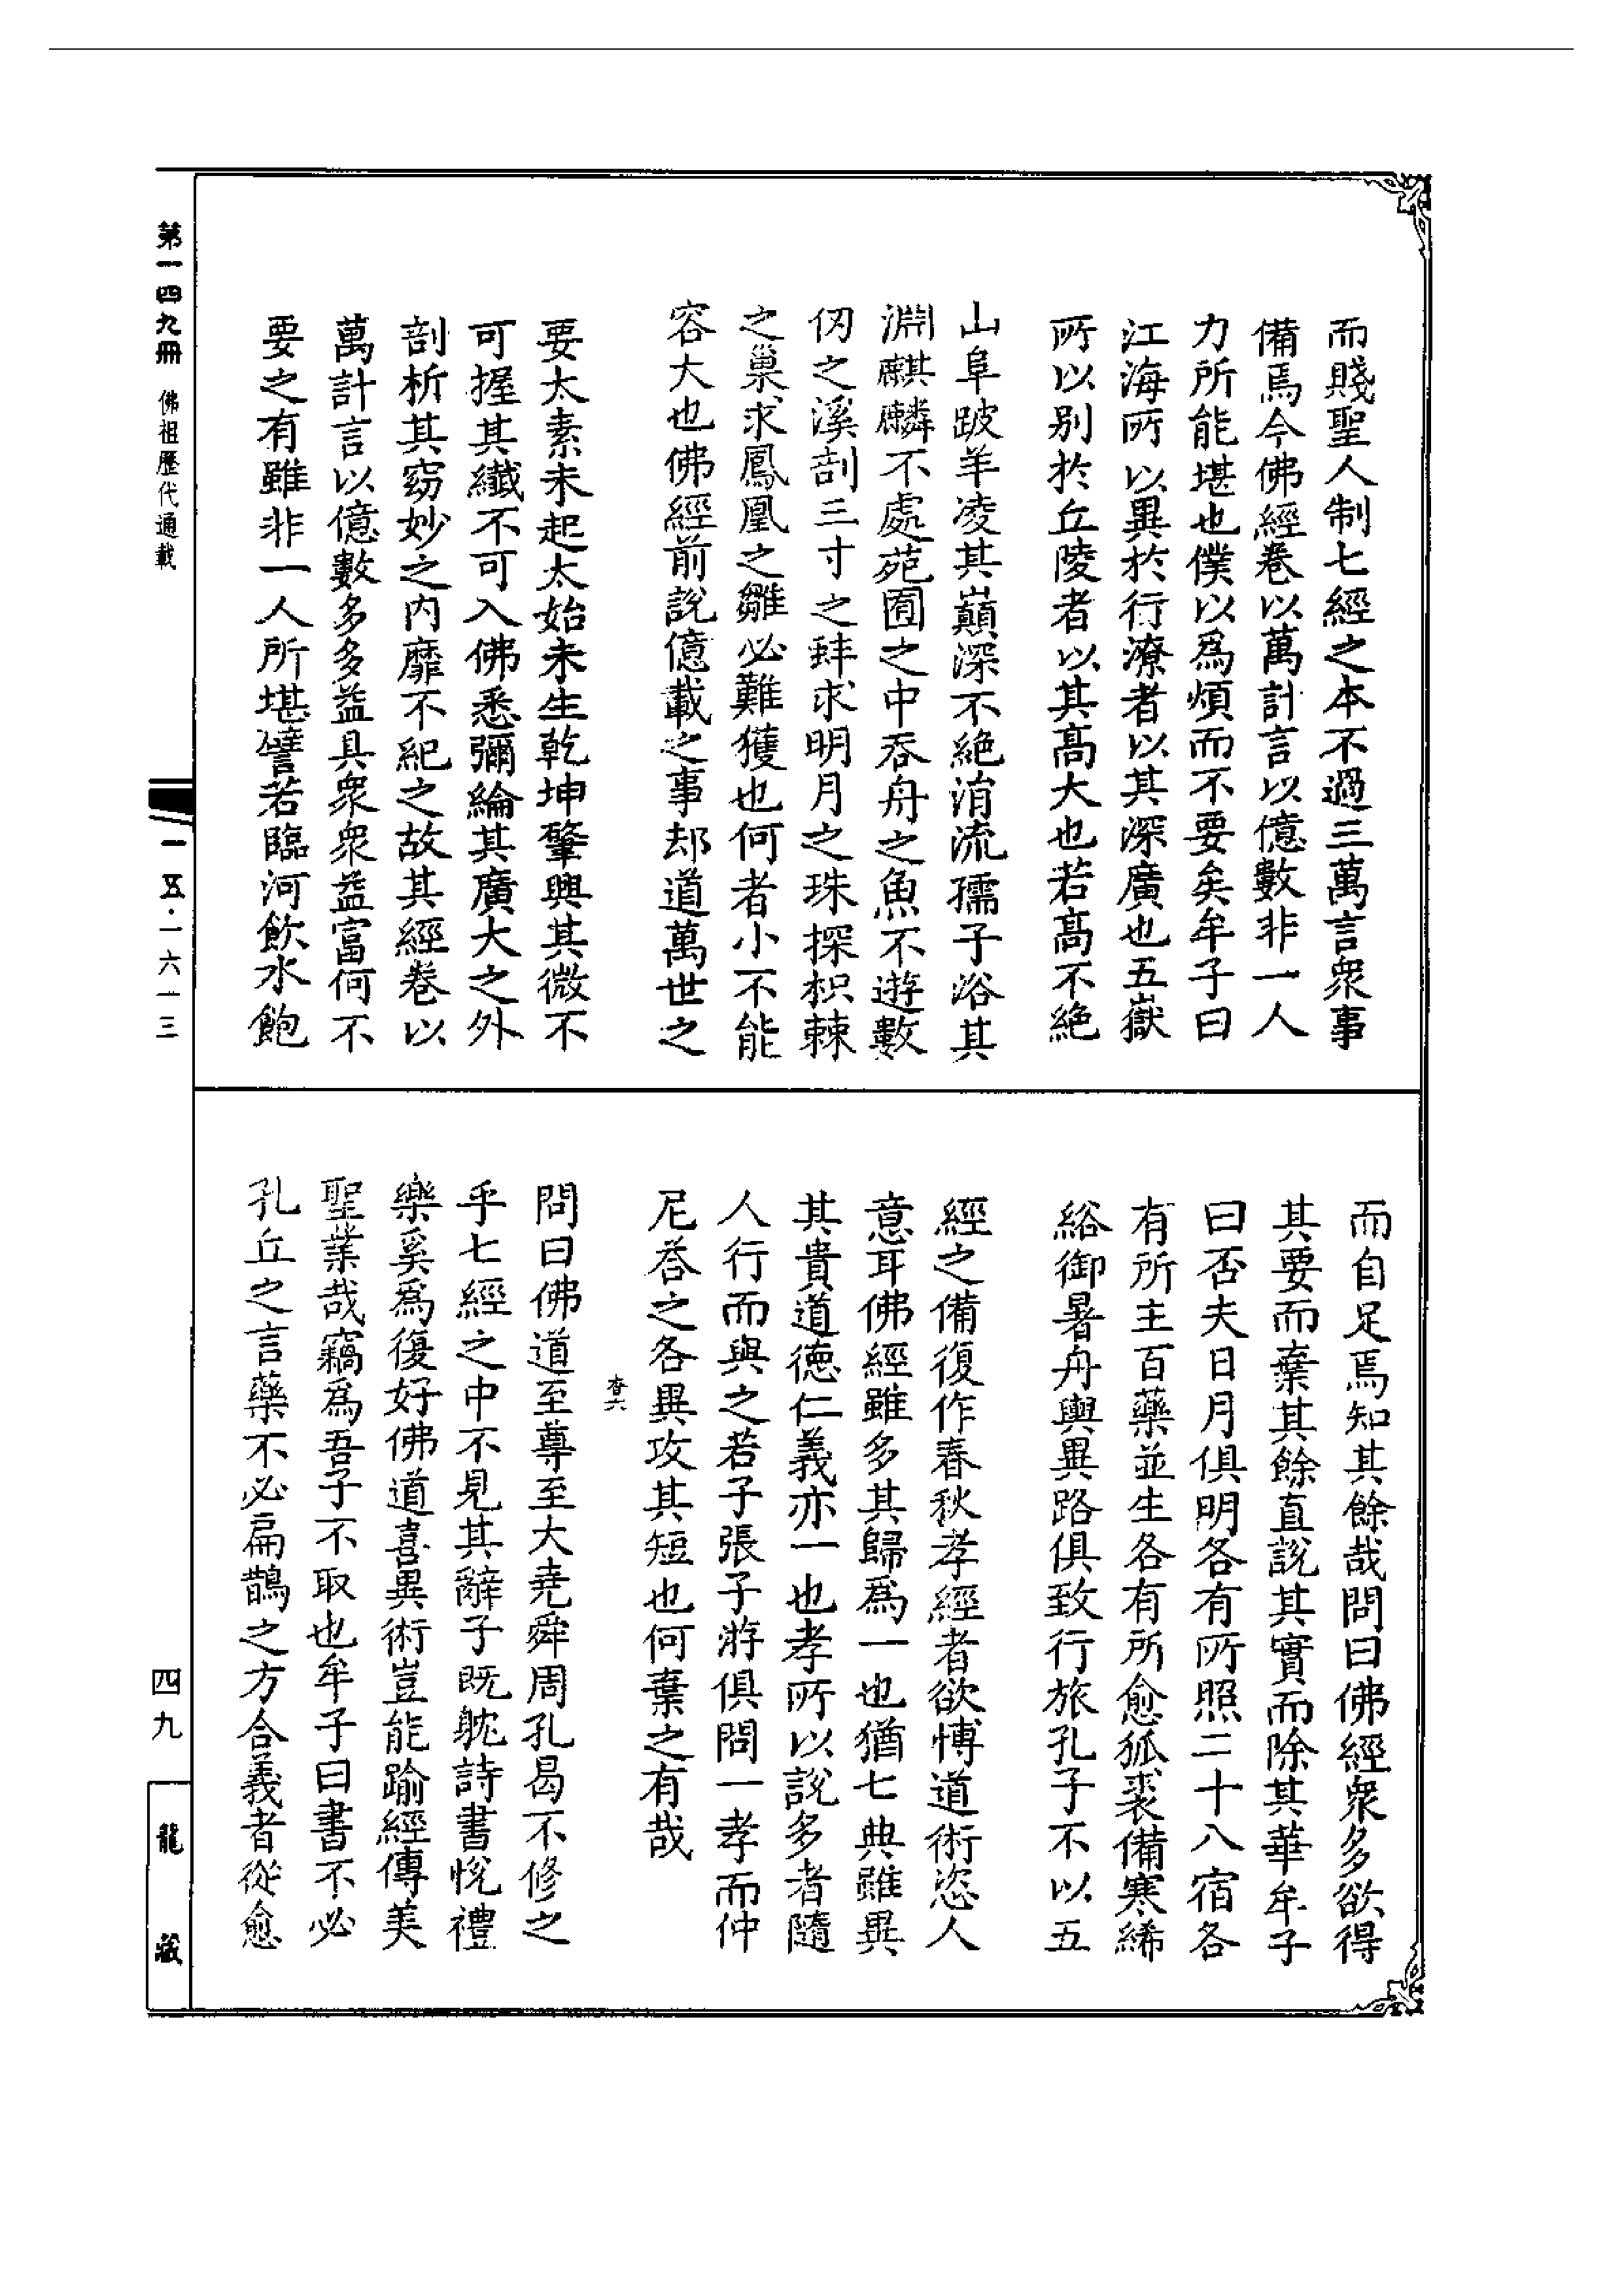 而賤聖人制七經之本不過三萬言衆事
備焉今佛經卷以萬計言以億數非一人
力所能堪也僕以爲煩而不要矣牟子曰
江海所以異於行潦者以其深廣也五嶽
所以别於丘陵者以其髙大也若髙不絶
山阜跛羊凌其巔深不絶涓流孺子浴其
淵麒麟不處苑囿之中吞舟之魚不遊數
仭之溪剖三寸之蚌求明月之珠探枳棘
之巢求鳳凰之雛必難獲也何者小不能
容大也佛經前說億載之事却道萬世之
要太素未起太始未生乾坤肇興其微不
可握其纖不可入佛悉彌綸其廣大之外
剖析其窈妙之内靡不紀之故其經卷以
萬計言以億數多多益具衆衆益富何不
要之有雖非一人所堪譬若臨河飲水飽
而自足焉知其餘哉問曰佛經衆多欲得
其要而棄其餘直說其實而除其華牟子
曰否夫日月俱明各有所照二十八宿各
有所主百藥並生各有所愈狐裘備寒絺
綌御暑舟輿異路俱致行旅孔子不以五
經之備復作春秋孝經者欲愽道術恣人
意耳佛經雖多其歸爲一也猶七典雖異
其貴道德仁義亦一也孝所以說多者隨
人行而與之若子張子游俱問一孝而仲
尼荅之各異攻其短也何棄之有哉
杳六
問曰佛道至尊至大堯舜周孔曷不修之
乎七經之中不見其辭子既躭詩書悅禮
樂奚爲復好佛道喜異術豈能踰經傳美
聖業哉竊爲吾子不取也牟子曰書不必
孔丘之言藥不必扁鵲之方合義者從愈
第一四九冊 佛祖歷代通載
一五·一六一三
四九
龍藏